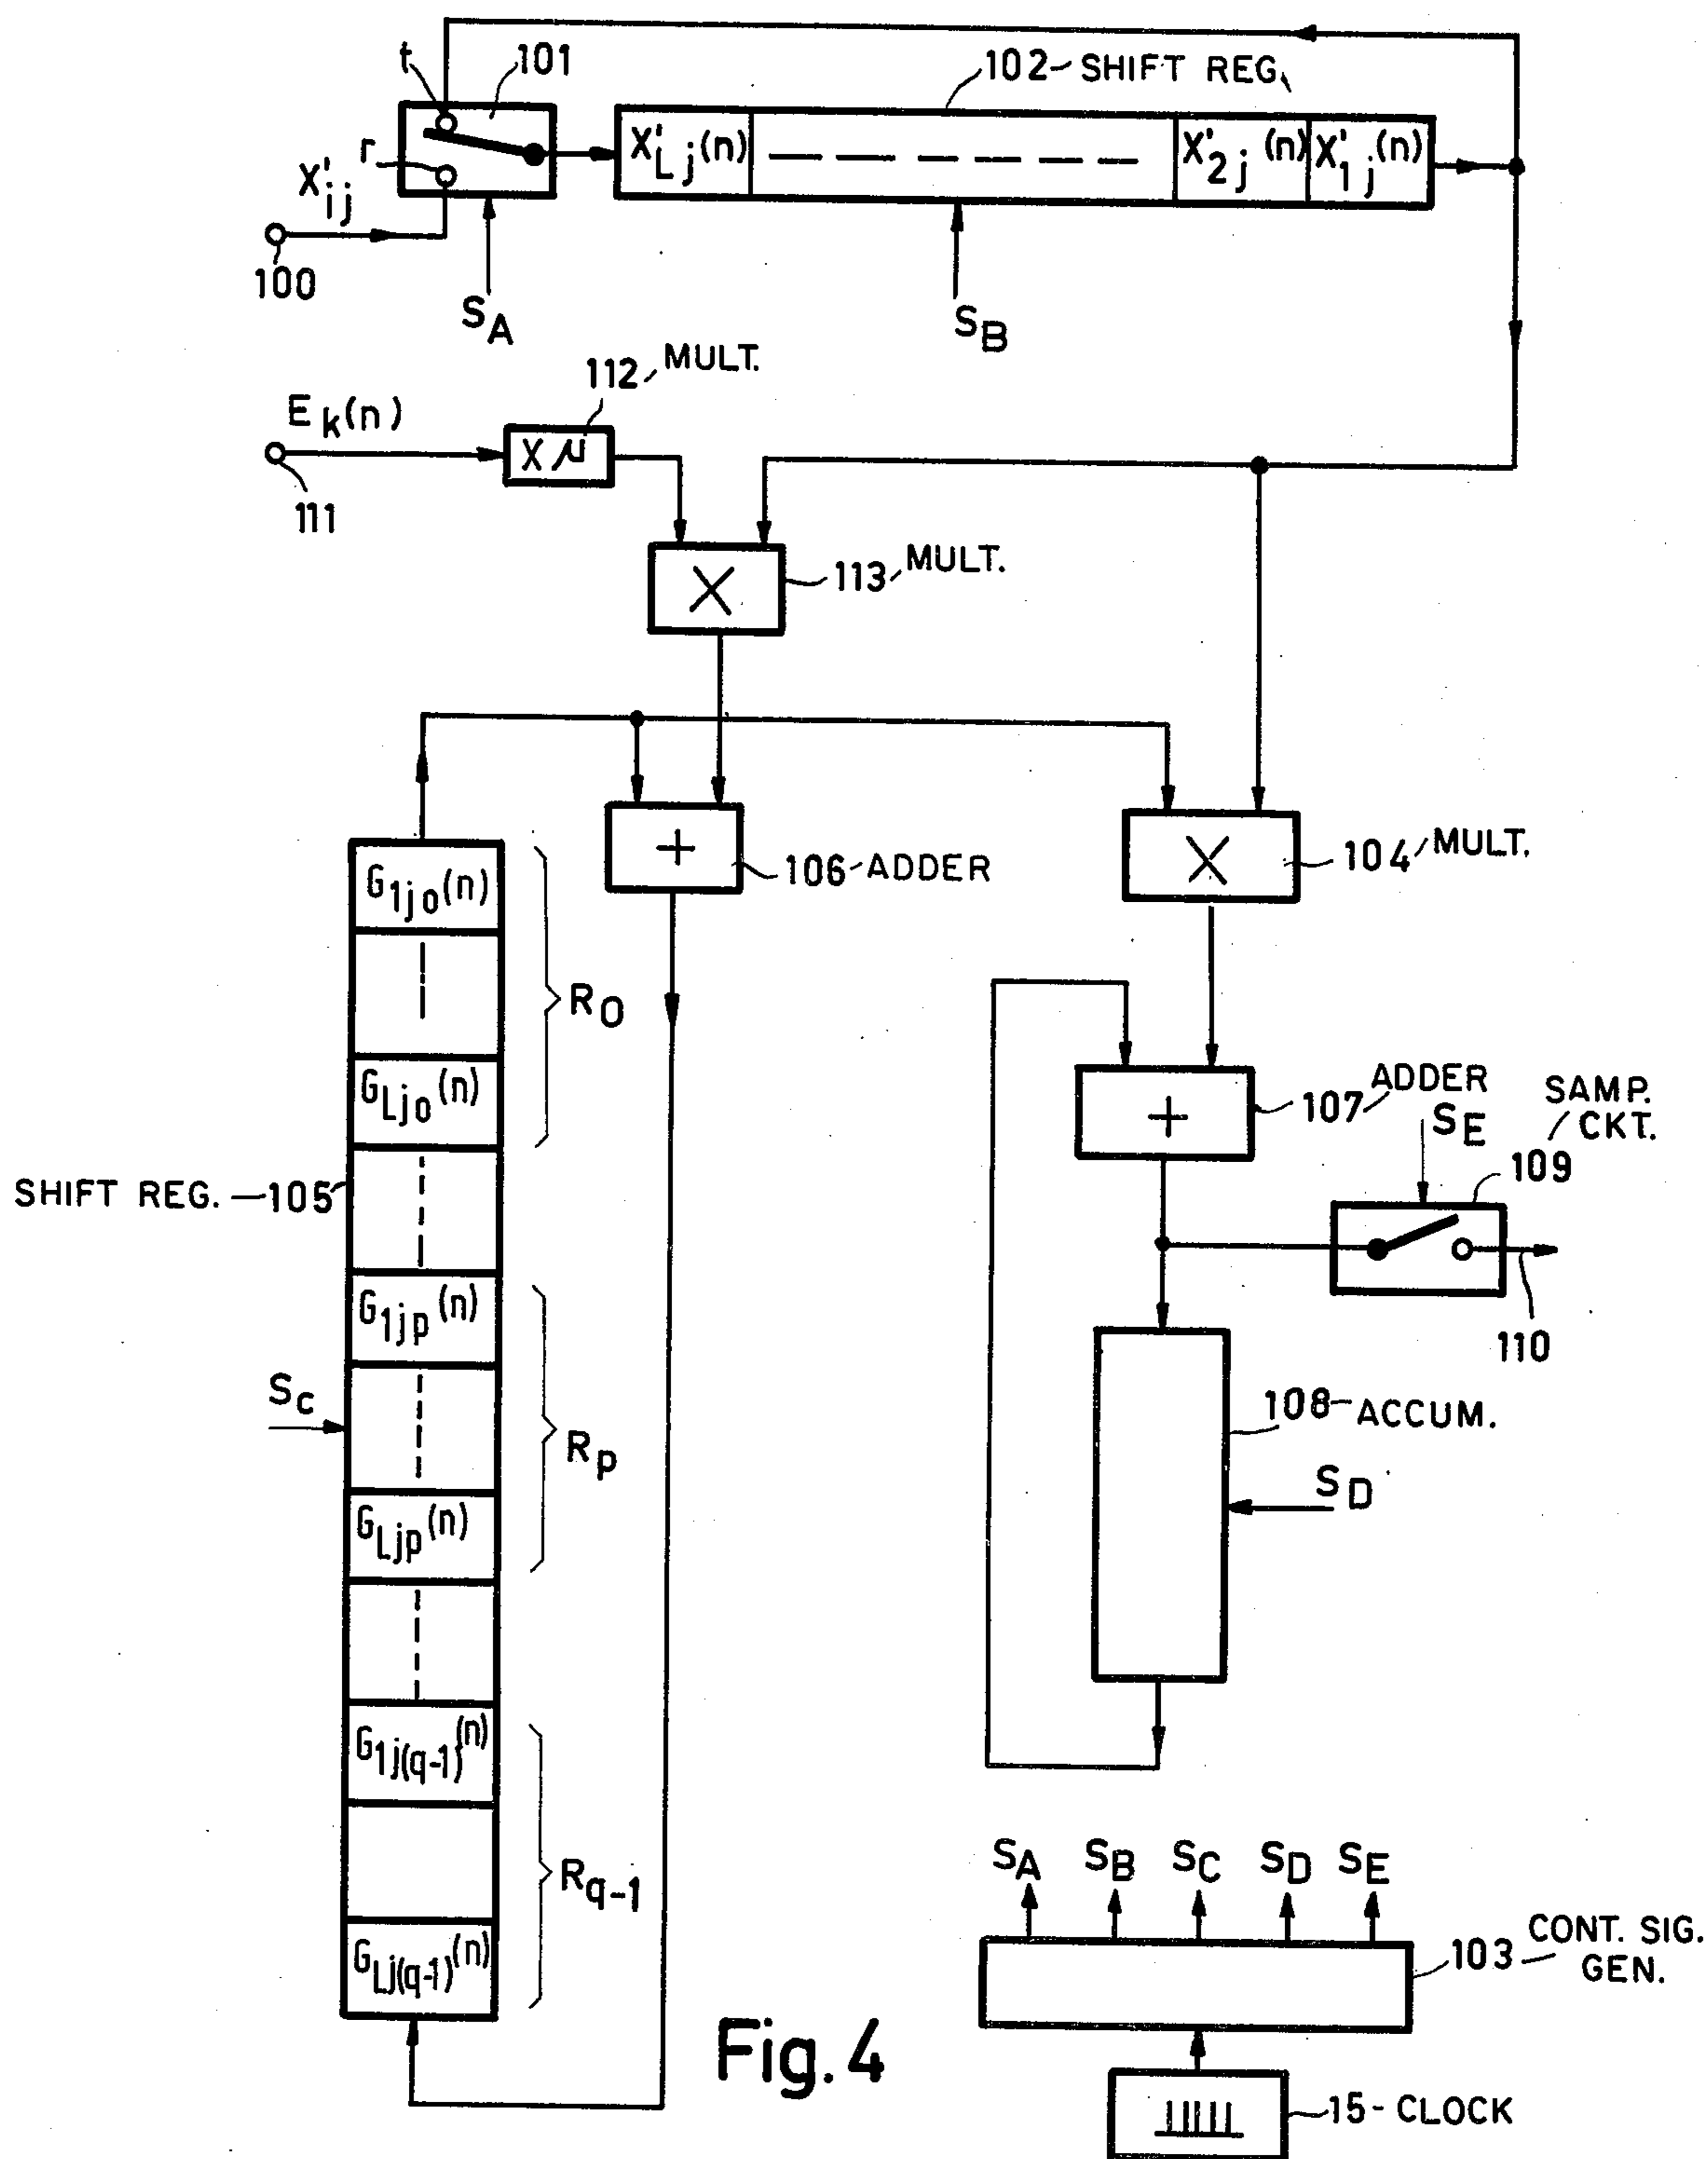 t
101
102 - SHIFT REG.
r
X'ij
X'Lj(n)
X'2j(n)
X'1j(n)
100
SA
SB
112, MULT.
Ek(n)
Xμ
111
X
113, MULT.
+
106 - ADDER
X
104 MULT.
G1jo(n)
R0
GLjo(n)
+
107 ADDER
SE
SAMP. CKT.
109
SHIFT REG. - 105
110
G1jp(n)
Sc
Rp
GLjp(n)
108 - ACCUM.
SD
G1j(q-1)(n)
Rq-1
GLj(q-1)(n)
SA SB SC SD SE
103 CONT. SIG. GEN.
Fig. 4
15 - CLOCK